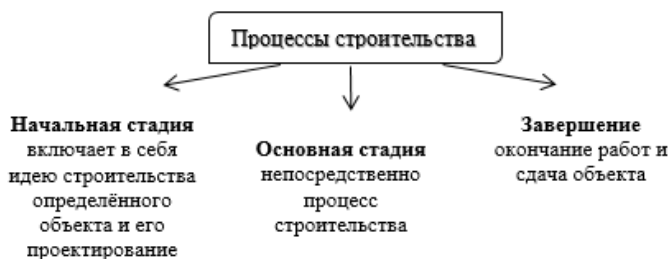 Процессы строительства
Начальная стадия
включает в себя
идею строительства
определённого
объекта и его
проектирование
Основная стадия
непосредственно
процесс
строительства
Завершение
окончание работ и
сдача объекта